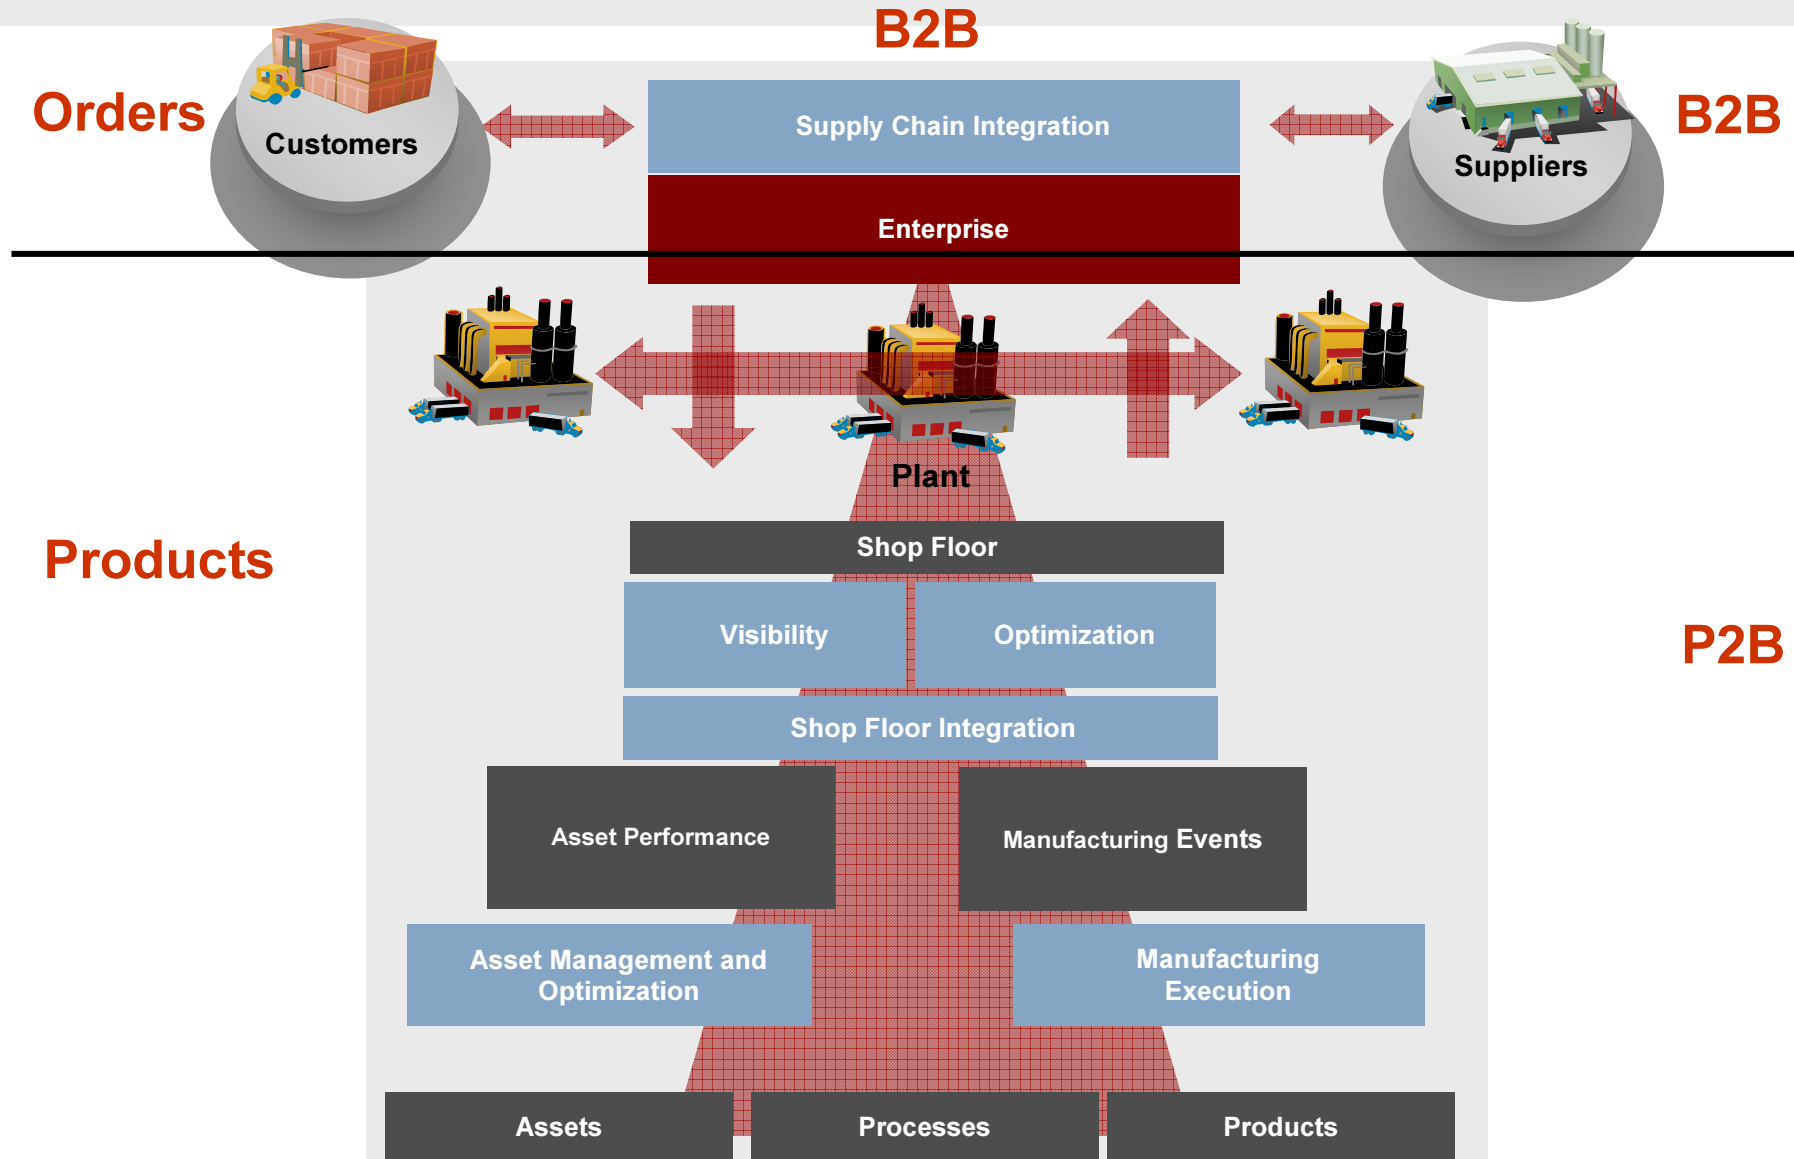 B2B
Orders
Customers
Supply Chain Integration
Suppliers
B2B
Enterprise
Plant
Products
Shop Floor
Visibility
Optimization
P2B
Shop Floor Integration
Asset Performance
Manufacturing Events
Asset Management and
Optimization
Manufacturing
Execution
Assets
Processes
Products